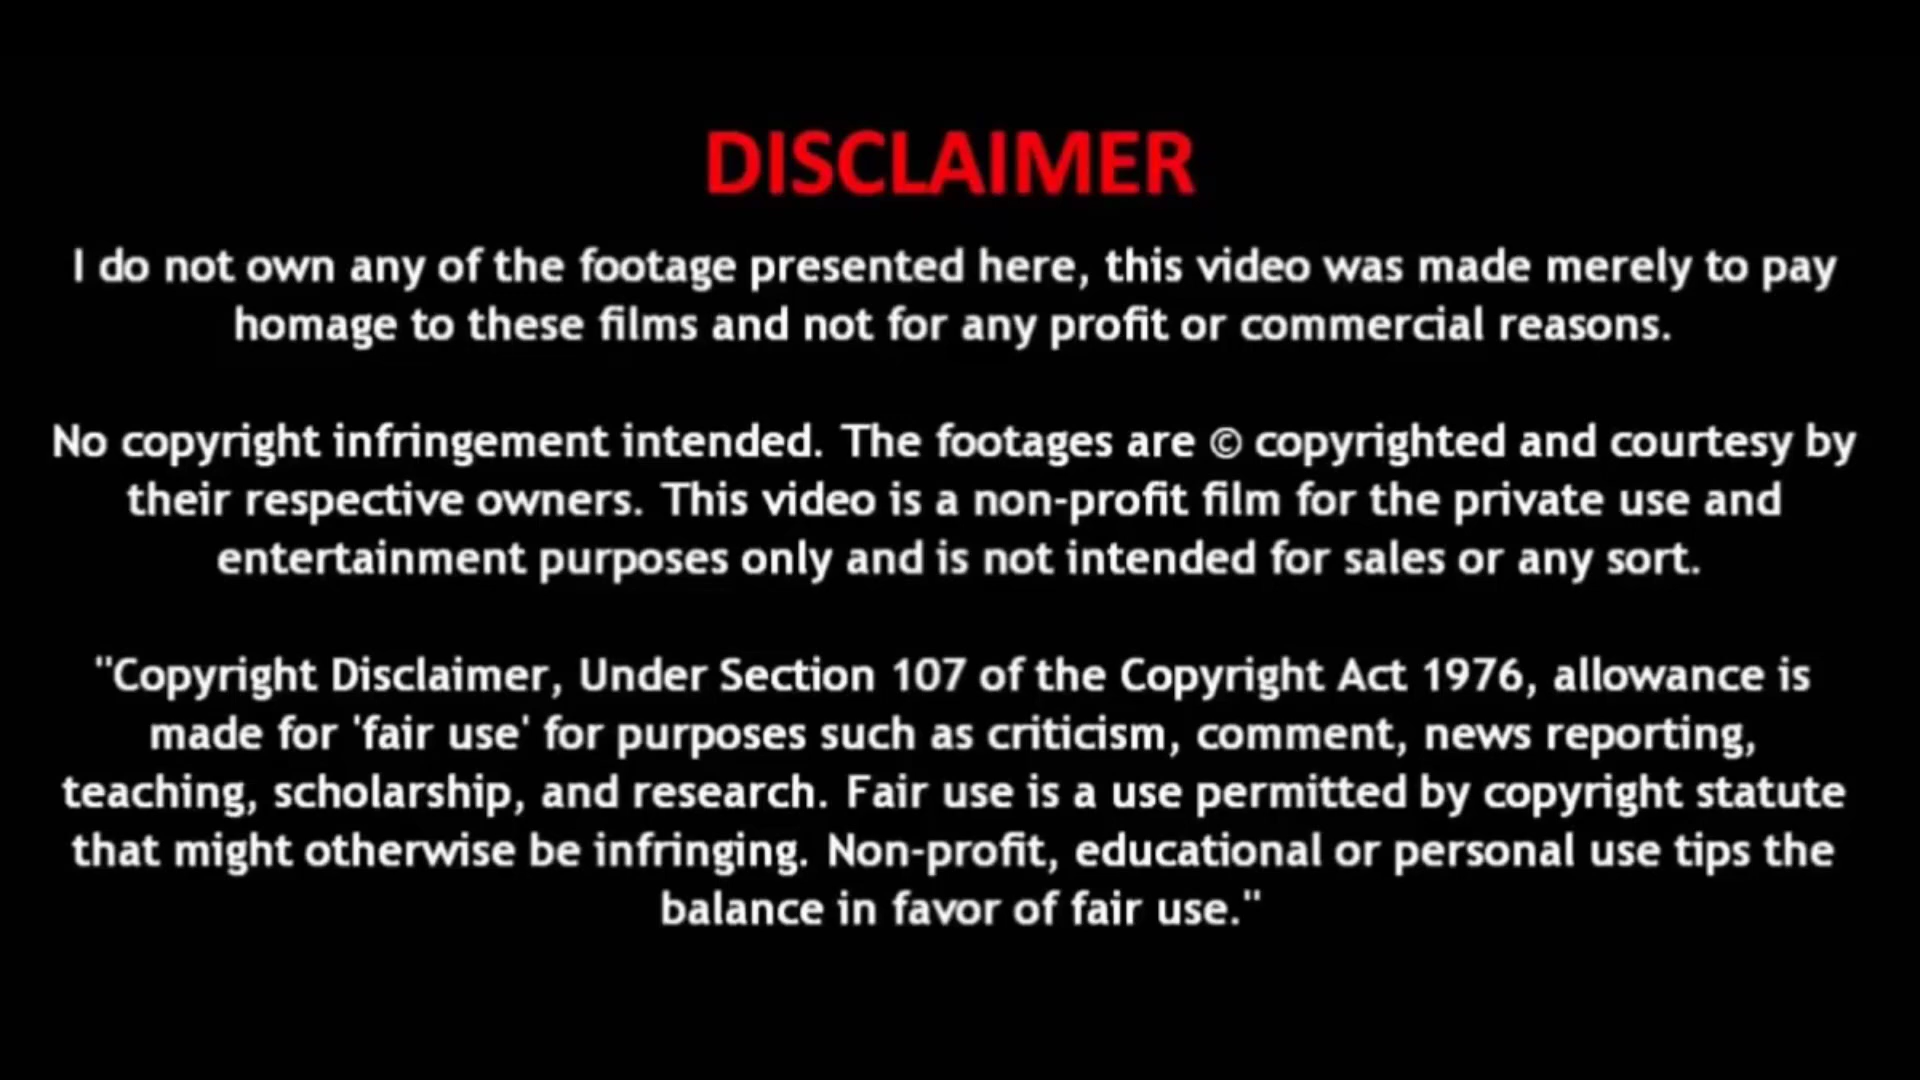 DISCLAIMER
I do not own any of the footage presented here, this video was made merely to pay
homage to these films and not for any profit or commercial reasons.
No copyright infringement intended. The footages are © copyrighted and courtesy by
their respective owners. This video is a non-profit film for the private use and
entertainment purposes only and is not intended for sales or any sort.
"Copyright Disclaimer, Under Section 107 of the Copyright Act 1976, allowance is
made for 'fair use' for purposes such as criticism, comment, news reporting,
teaching, scholarship, and research. Fair use is a use permitted by copyright statute
that might otherwise be infringing. Non-profit, educational or personal use tips the
balance in favor of fair use."